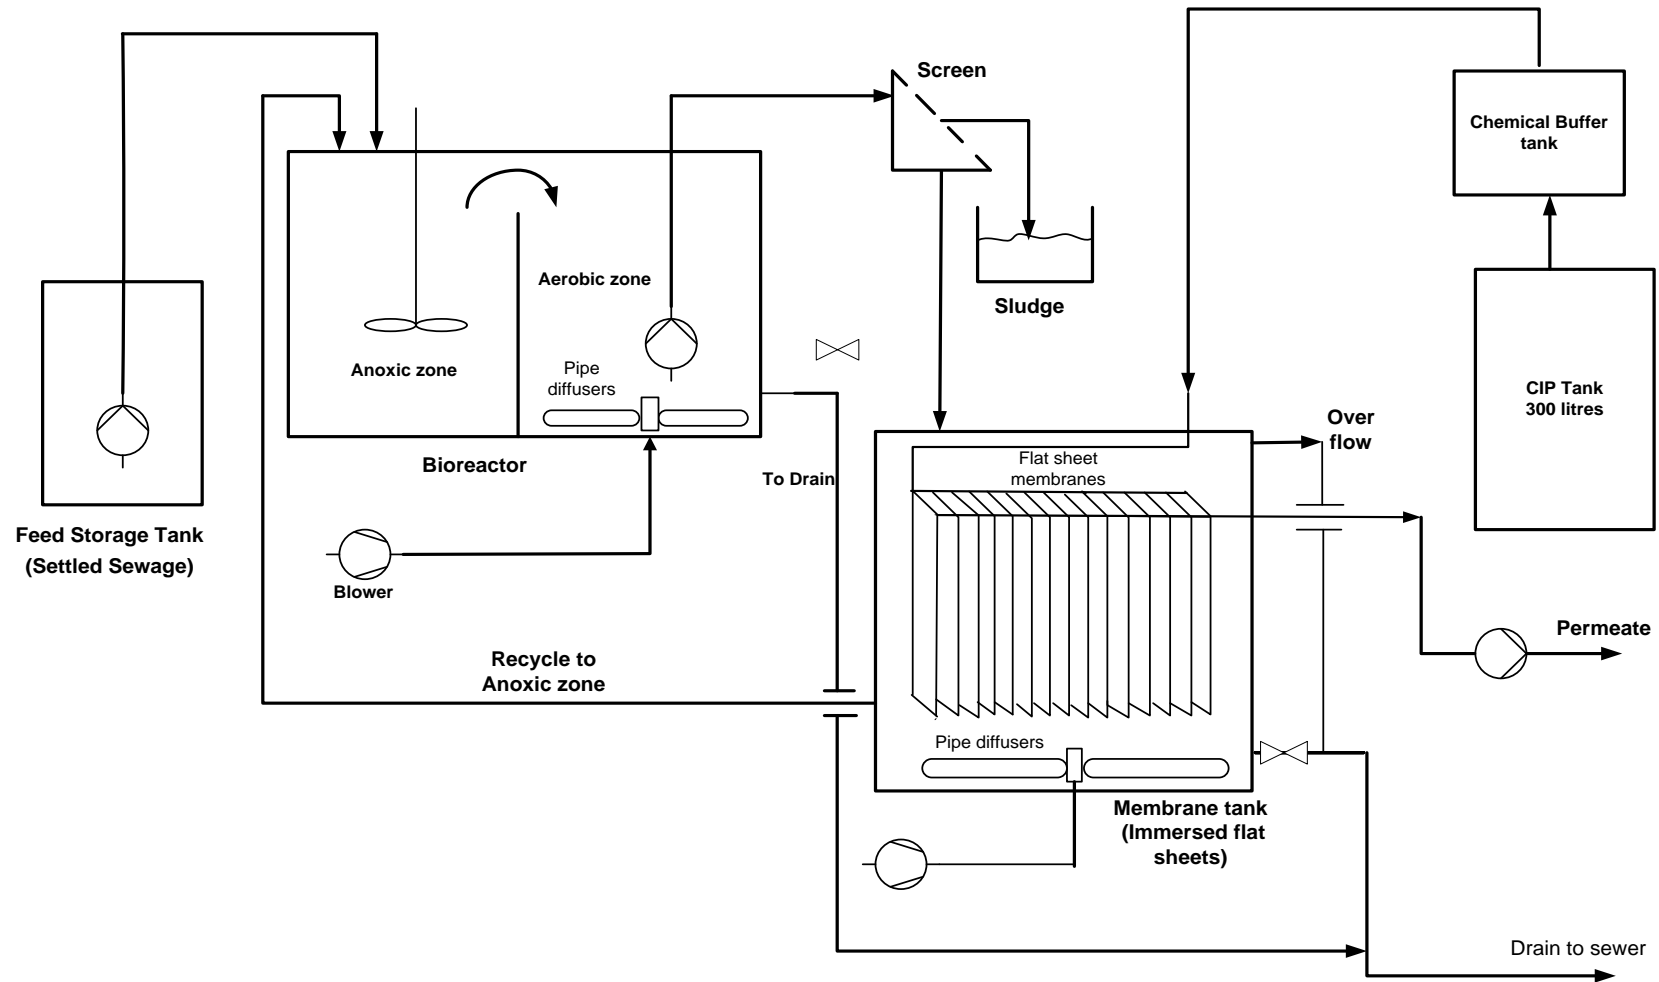 Screen
Chemical Buffer
tank
Aerobic zone
Sludge
Anoxic zone
Pipe
diffusers
CIP Tank
300 litres
Over
flow
Bioreactor
Flat sheet
membranes
To Drain
Feed Storage Tank
(Settled Sewage)
Blower
Permeate
Recycle to
Anoxic zone
Pipe diffusers
Membrane tank
(Immersed flat
sheets)
Drain to sewer